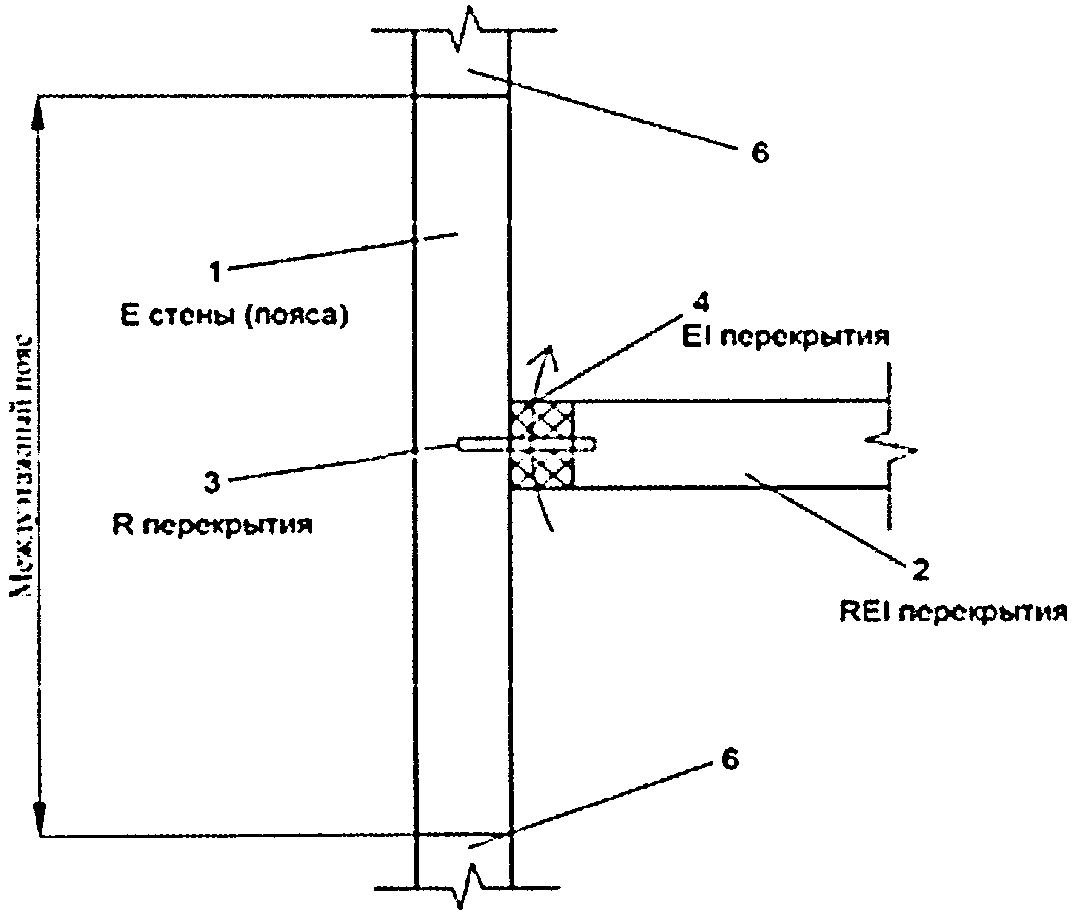 6
1
Е стены (пояса)
4
EI перекрытия
Междуэтажный пояс
3
R перекрытия
2
REI перекрытия
6